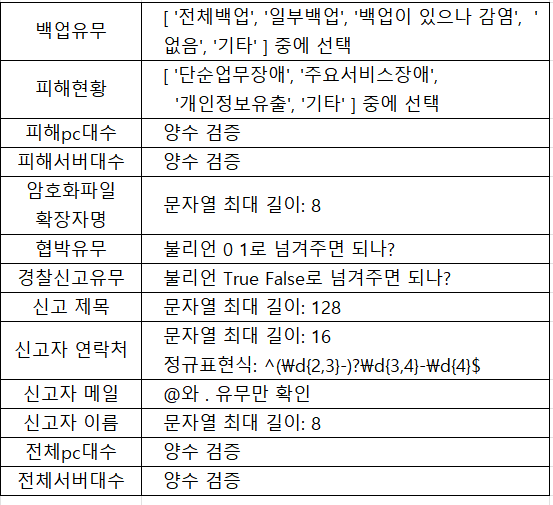 백업유무
[ '전체백업', '일부백업', '백업이 있으나 감염', '
없음', '기타' ] 중에 선택
피해현황
[ '단순업무장애', '주요서비스장애',
'개인정보유출', '기타' ] 중에 선택
피해pc대수
양수 검증
피해서버대수
양수 검증
암호화파일
확장자명
문자열 최대 길이: 8
협박유무
불리언 0 1로 넘겨주면 되나?
경찰신고유무
불리언 True False로 넘겨주면 되나?
신고 제목
문자열 최대 길이: 128
신고자 연락처
문자열 최대 길이: 16
정규표현식: ^(₩d{2,3}-)?₩d{3,4}-₩d{4}$
신고자 메일
@와 . 유무만 확인
신고자 이름
문자열 최대 길이: 8
전체pc대수
양수 검증
전체서버대수
양수 검증